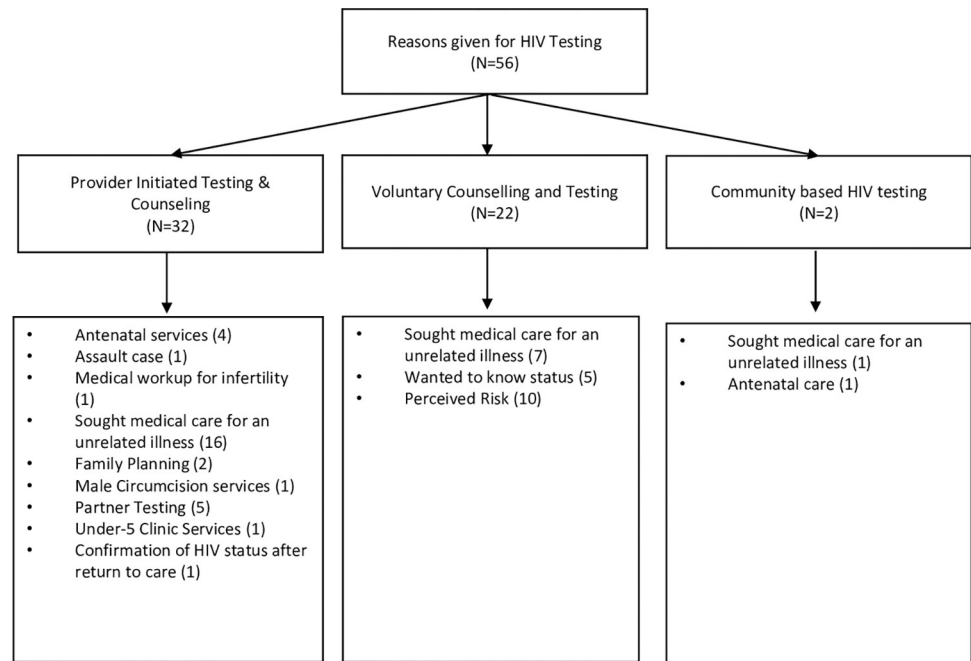 Reasons given for HIV Testing
(N=56)
Provider Initiated Testing &
Counseling
(N=32)
Voluntary Counselling and Testing
(N=22)
Community based HIV testing
(N=2)
• Antenatal services (4)
• Assault case (1)
• Medical workup for infertility
(1)
• Sought medical care for an
unrelated illness (16)
• Family Planning (2)
• Male Circumcision services (1)
• Partner Testing (5)
• Under-5 Clinic Services (1)
• Confirmation of HIV status after
return to care (1)
• Sought medical care for an
unrelated illness (7)
• Wanted to know status (5)
• Perceived Risk (10)
• Sought medical care for an
unrelated illness (1)
• Antenatal care (1)